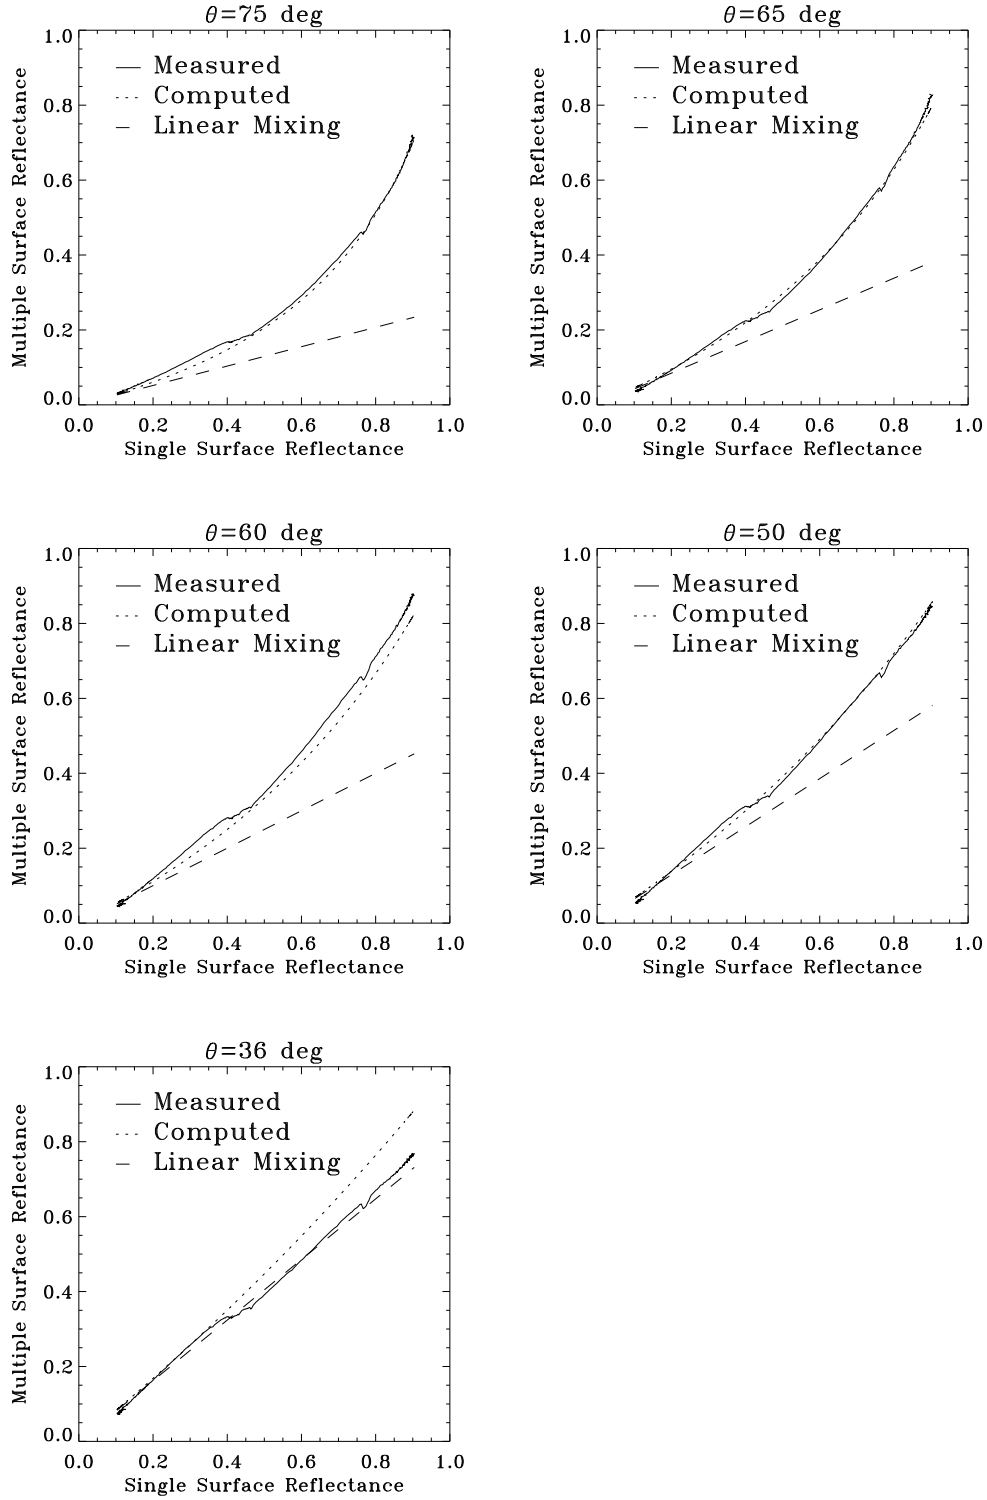 θ=75 deg
1.0
0.8
0.6
0.4
0.2
0.0
Multiple Surface Reflectance
Measured
Computed
Linear Mixing
0.0 0.2 0.4 0.6 0.8 1.0
Single Surface Reflectance
θ=65 deg
1.0
0.8
0.6
0.4
0.2
0.0
Multiple Surface Reflectance
Measured
Computed
Linear Mixing
0.0 0.2 0.4 0.6 0.8 1.0
Single Surface Reflectance
θ=60 deg
1.0
0.8
0.6
0.4
0.2
0.0
Multiple Surface Reflectance
Measured
Computed
Linear Mixing
0.0 0.2 0.4 0.6 0.8 1.0
Single Surface Reflectance
θ=50 deg
1.0
0.8
0.6
0.4
0.2
0.0
Multiple Surface Reflectance
Measured
Computed
Linear Mixing
0.0 0.2 0.4 0.6 0.8 1.0
Single Surface Reflectance
θ=36 deg
1.0
0.8
0.6
0.4
0.2
0.0
Multiple Surface Reflectance
Measured
Computed
Linear Mixing
0.0 0.2 0.4 0.6 0.8 1.0
Single Surface Reflectance